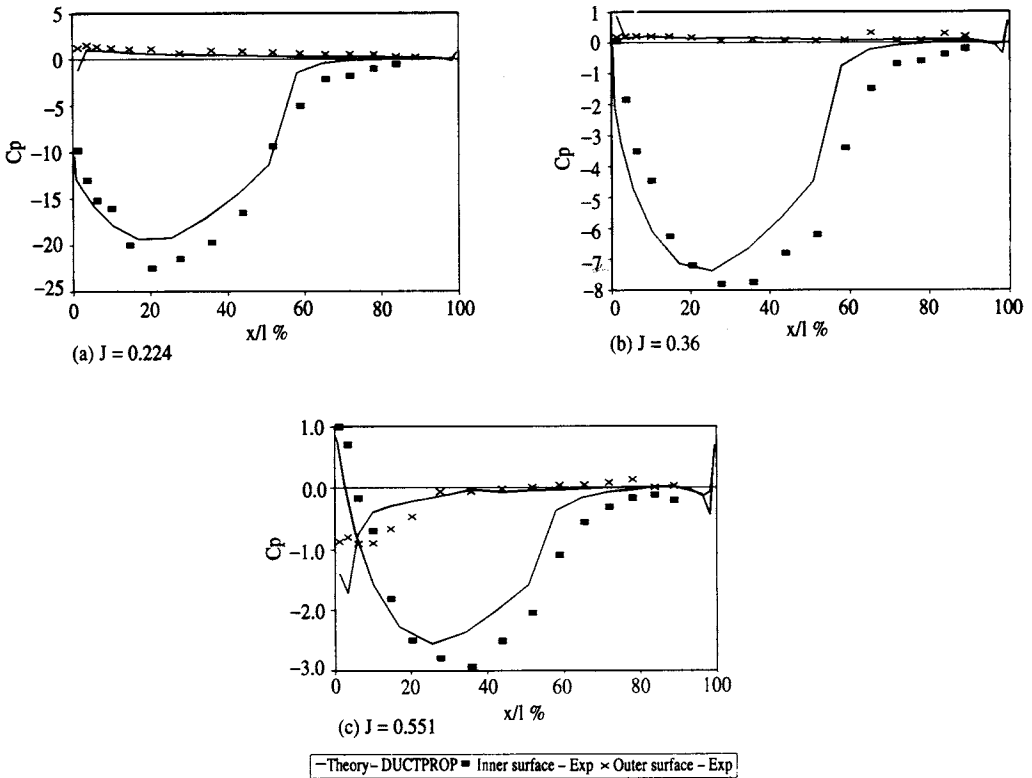 5
0
−5
−10
−15
−20
−25
Cp
0 20 40 60 80 100
x/l %
(a) J = 0.224
1
0
−1
−2
−3
−4
−5
−6
−7
−8
Cp
0 20 40 60 80 100
x/l %
(b) J = 0.36
1.0
0.0
−1.0
−2.0
−3.0
Cp
0 20 40 60 80 100
x/l %
(c) J = 0.551
— Theory – DUCTPROP ■ Inner surface – Exp × Outer surface – Exp